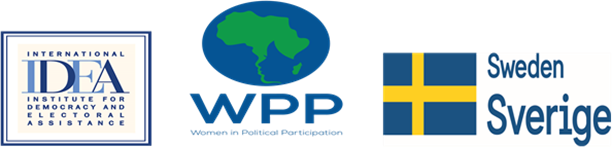 INTERNATIONAL
IDEA
INSTITUTE FOR
DEMOCRACY AND
ELECTORAL
ASSISTANCE
WPP
Women in Political Participation
Sweden
Sverige